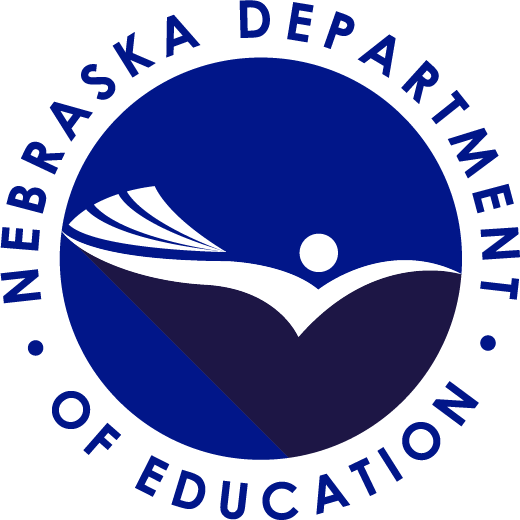 NEBRASKA DEPARTMENT
• OF EDUCATION •